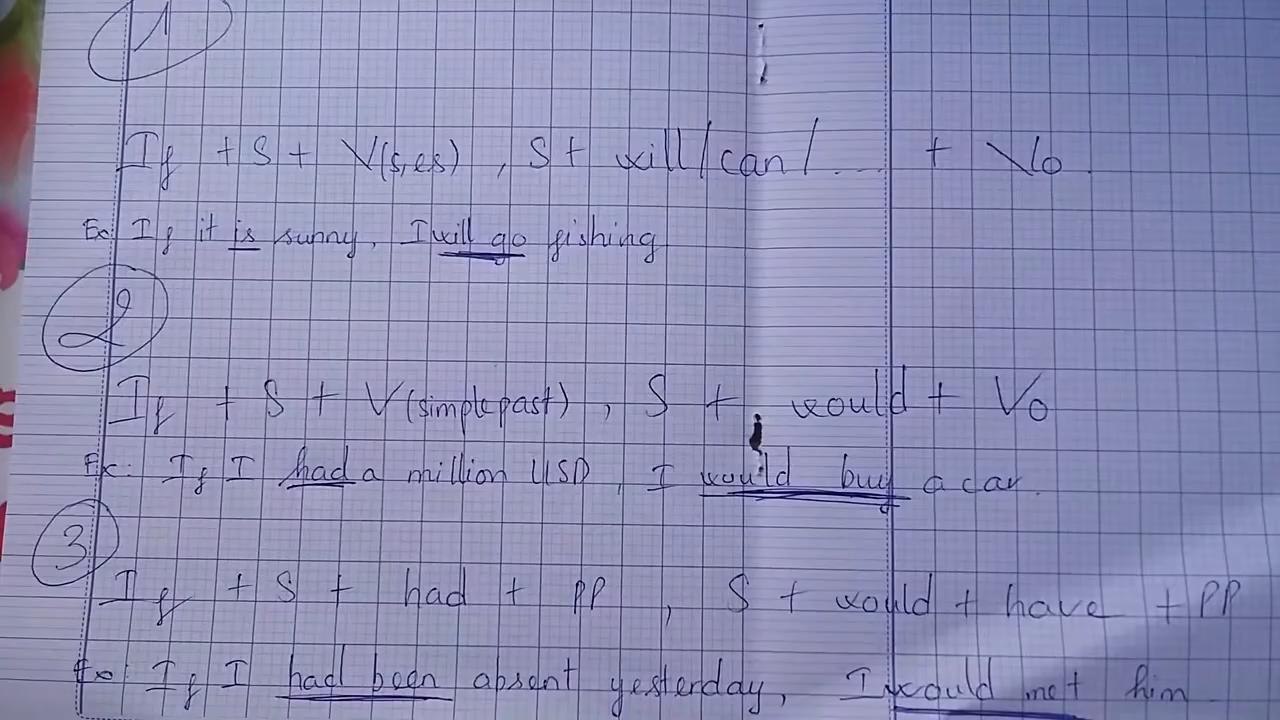 1
If + S + V(s,es) , S + will/can/.... + Vo
Ex: If it is sunny, I will go fishing
2
If + S + V(simple past) , S + would + Vo
Ex: If I had a million USD, I would buy a car.
3
If + S + had + PP , S + would + have + PP
Ex: If I had been absent yesterday, I would met him.